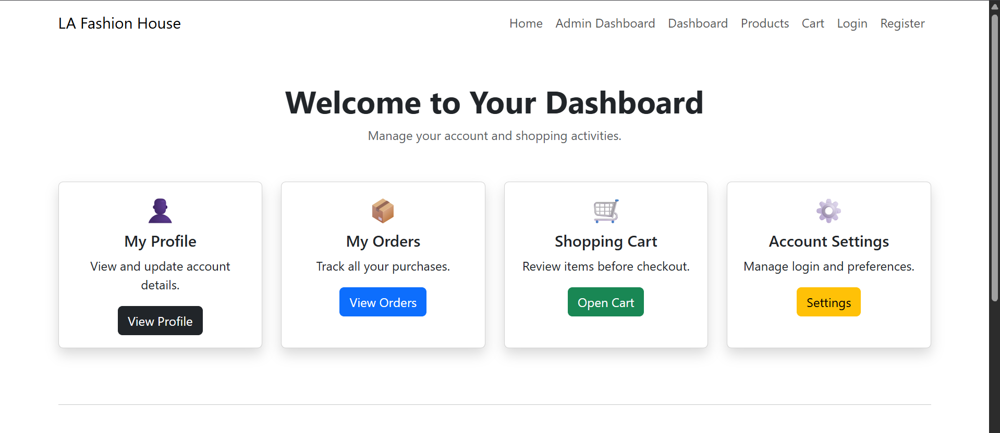 LA Fashion House
Home Admin Dashboard Dashboard Products Cart Login Register
Welcome to Your Dashboard
Manage your account and shopping activities.
My Profile
View and update account
details.
View Profile
My Orders
Track all your purchases.
View Orders
Shopping Cart
Review items before checkout.
Open Cart
Account Settings
Manage login and preferences.
Settings